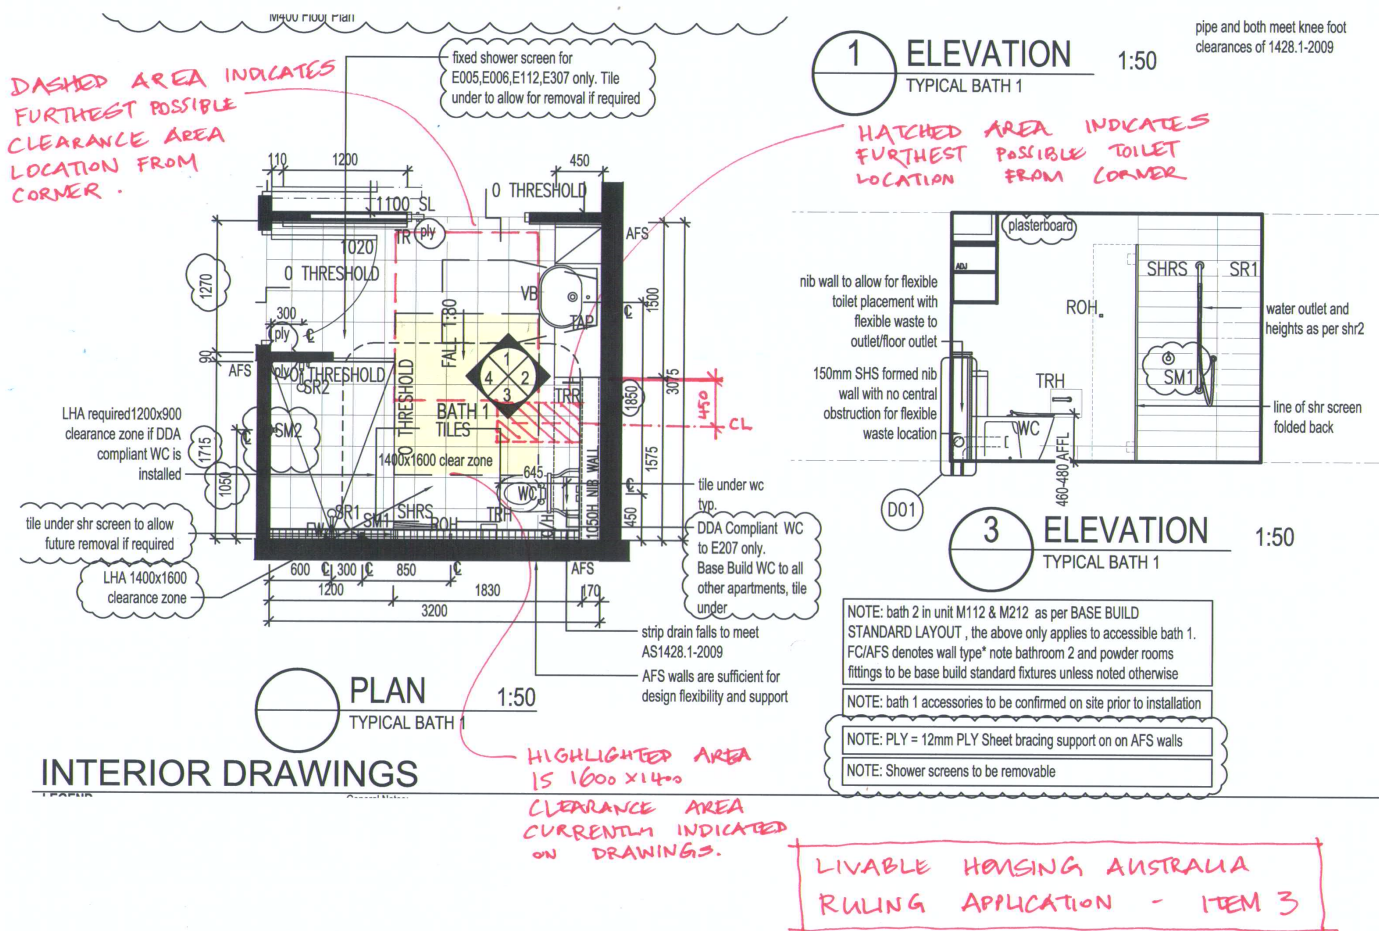 M400 Floor Plan
fixed shower screen for
E005,E006,E112,E307 only. Tile
under to allow for removal if required
DASHED AREA INDICATES
FURTHEST POSSIBLE
CLEARANCE AREA
LOCATION FROM
CORNER.
1
ELEVATION
1:50
TYPICAL BATH 1
pipe and both meet knee foot
clearances of 1428.1-2009
HATCHED AREA INDICATES
FURTHEST POSSIBLE TOILET
LOCATION FROM CORNER
110
1200
450
0 THRESHOLD
1100 SL
TR
ply
AFS
1020
0 THRESHOLD
1270
300
ply
VB
TAP
1500
FALL 1:80
90
AFS
ply
0 THRESHOLD
SR2
0 THRESHOLD
1
4
2
3
TRR
1850
3075
450
CL
BATH 1
TILES
1400x1600 clear zone
LHA required1200x900
clearance zone if DDA
compliant WC is
installed
SM2
1715
1050
645
WC
1050H NIB WALL
1575
450
tile under shr screen to allow
future removal if required
SR1
SM1
SHRS
ROH
TRH
FW
tile under wc
typ.
DDA Compliant WC
to E207 only.
Base Build WC to all
other apartments, tile
under
LHA 1400x1600
clearance zone
600
300
850
AFS
1200
1830
170
3200
strip drain falls to meet
AS1428.1-2009
AFS walls are sufficient for
design flexibility and support
PLAN
1:50
TYPICAL BATH 1
INTERIOR DRAWINGS
HIGHLIGHTED AREA
IS 1600 x 1400
CLEARANCE AREA
CURRENTLY INDICATED
ON DRAWINGS.
plasterboard
ADJ
SHRS
SR1
nib wall to allow for flexible
toilet placement with
flexible waste to
outlet/floor outlet
ROH
water outlet and
heights as per shr2
SM1
150mm SHS formed nib
wall with no central
obstruction for flexible
waste location
TRH
WC
460-480 AFFL
line of shr screen
folded back
D01
3
ELEVATION
1:50
TYPICAL BATH 1
NOTE: bath 2 in unit M112 & M212 as per BASE BUILD
STANDARD LAYOUT , the above only applies to accessible bath 1.
FC/AFS denotes wall type* note bathroom 2 and powder rooms
fittings to be base build standard fixtures unless noted otherwise
NOTE: bath 1 accessories to be confirmed on site prior to installation
NOTE: PLY = 12mm PLY Sheet bracing support on on AFS walls
NOTE: Shower screens to be removable
LIVABLE HOUSING AUSTRALIA
RULING APPLICATION - ITEM 3